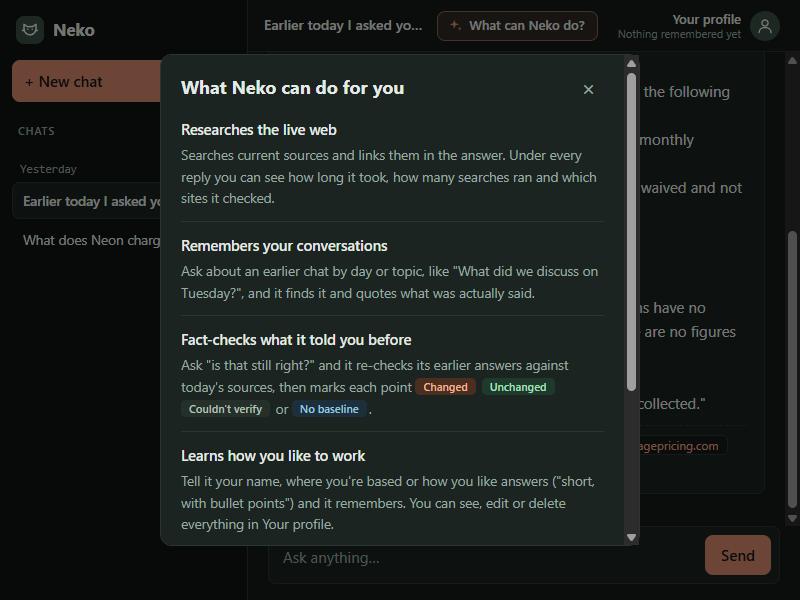 Neko
Earlier today I asked yo...
What can Neko do?
Your profile
Nothing remembered yet
+ New chat
CHATS
Yesterday
Earlier today I asked yo
What does Neon charg
What Neko can do for you
×
Researches the live web
Searches current sources and links them in the answer. Under every
reply you can see how long it took, how many searches ran and which
sites it checked.
Remembers your conversations
Ask about an earlier chat by day or topic, like "What did we discuss on
Tuesday?", and it finds it and quotes what was actually said.
Fact-checks what it told you before
Ask "is that still right?" and it re-checks its earlier answers against
today's sources, then marks each point Changed Unchanged
Couldn't verify or No baseline .
Learns how you like to work
Tell it your name, where you're based or how you like answers ("short,
with bullet points") and it remembers. You can see, edit or delete
everything in Your profile.
the following
monthly
waived and not
ns have no
are no figures
collected."
agepricing.com
Ask anything...
Send